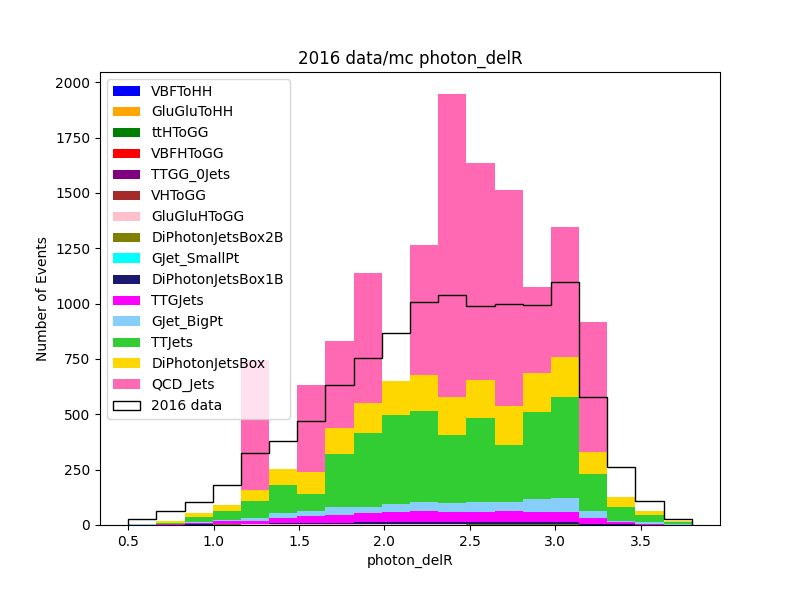 2016 data/mc photon_delR
Number of Events
2000
1750
1500
1250
1000
750
500
250
0
VBFToHH
GluGluToHH
ttHToGG
VBFHToGG
TTGG_0Jets
VHToGG
GluGluHToGG
DiPhotonJetsBox2B
GJet_SmallPt
DiPhotonJetsBox1B
TTGJets
GJet_BigPt
TTJets
DiPhotonJetsBox
QCD_Jets
2016 data
0.5 1.0 1.5 2.0 2.5 3.0 3.5
photon_delR